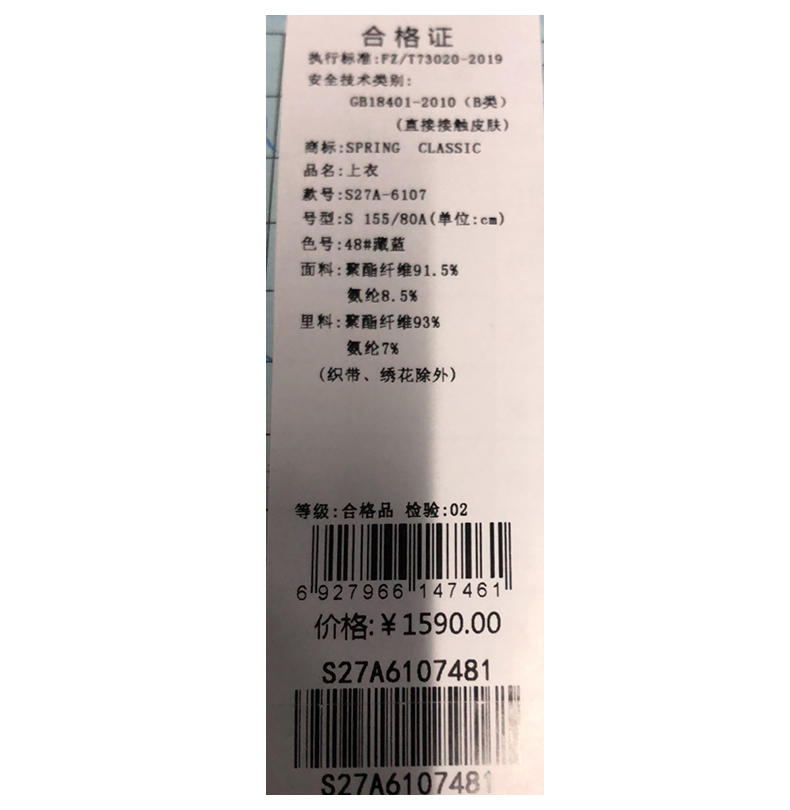 合格证
执行标准:FZ/T73020-2019
安全技术类别:
GB18401-2010(B类)
(直接接触皮肤)
商标:SPRING CLASSIC
品名:上衣
款号:S27A-6107
号型:S 155/80A(单位:cm)
色号:48#藏蓝
面料:聚酯纤维91.5%
氨纶8.5%
里料:聚酯纤维93%
氨纶7%
(织带、绣花除外)
等级:合格品 检验:02
6 927966 147461
价格:¥1590.00
S27A6107481
S27A6107481